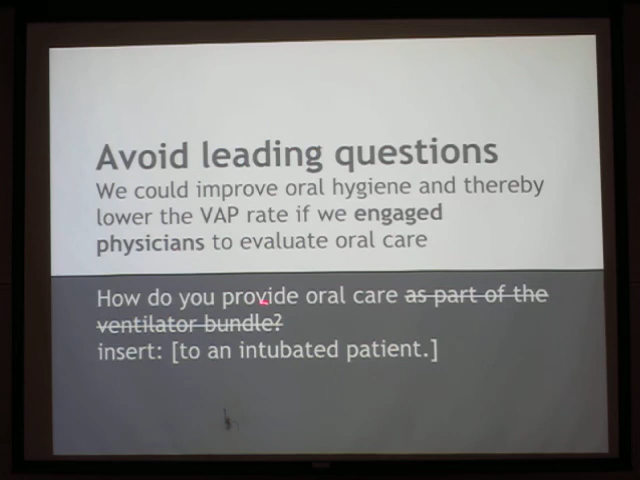 Avoid leading questions
We could improve oral hygiene and thereby
lower the VAP rate if we engaged
physicians to evaluate oral care
How do you provide oral care as part of the
ventilator bundle?
insert: [to an intubated patient.]